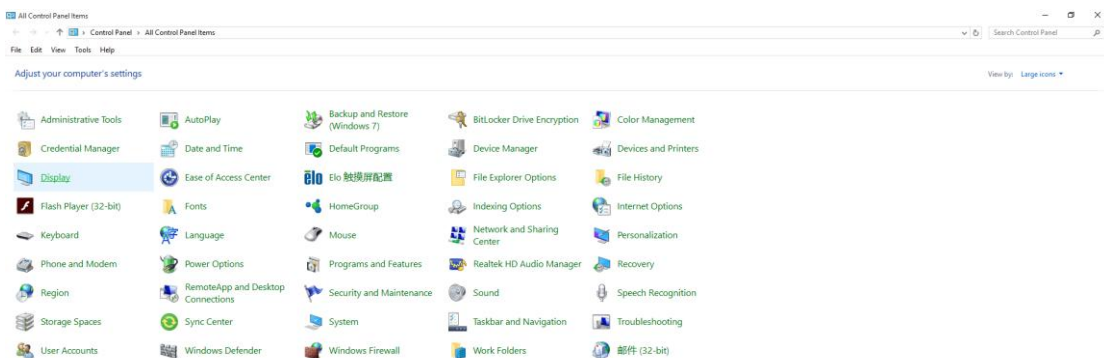 All Control Panel Items
Control Panel › All Control Panel Items
Search Control Panel
File Edit View Tools Help
Adjust your computer's settings
View by: Large icons
Administrative Tools
AutoPlay
Backup and Restore
(Windows 7)
BitLocker Drive Encryption
Color Management
Credential Manager
Date and Time
Default Programs
Device Manager
Devices and Printers
Display
Ease of Access Center
elo
Elo 触摸屏配置
File Explorer Options
File History
Flash Player (32-bit)
Fonts
HomeGroup
Indexing Options
Internet Options
Keyboard
Language
Mouse
Network and Sharing
Center
Personalization
Phone and Modem
Power Options
Programs and Features
Realtek HD Audio Manager
Recovery
Region
RemoteApp and Desktop
Connections
Security and Maintenance
Sound
Speech Recognition
Storage Spaces
Sync Center
System
Taskbar and Navigation
Troubleshooting
User Accounts
Windows Defender
Windows Firewall
Work Folders
邮件 (32-bit)